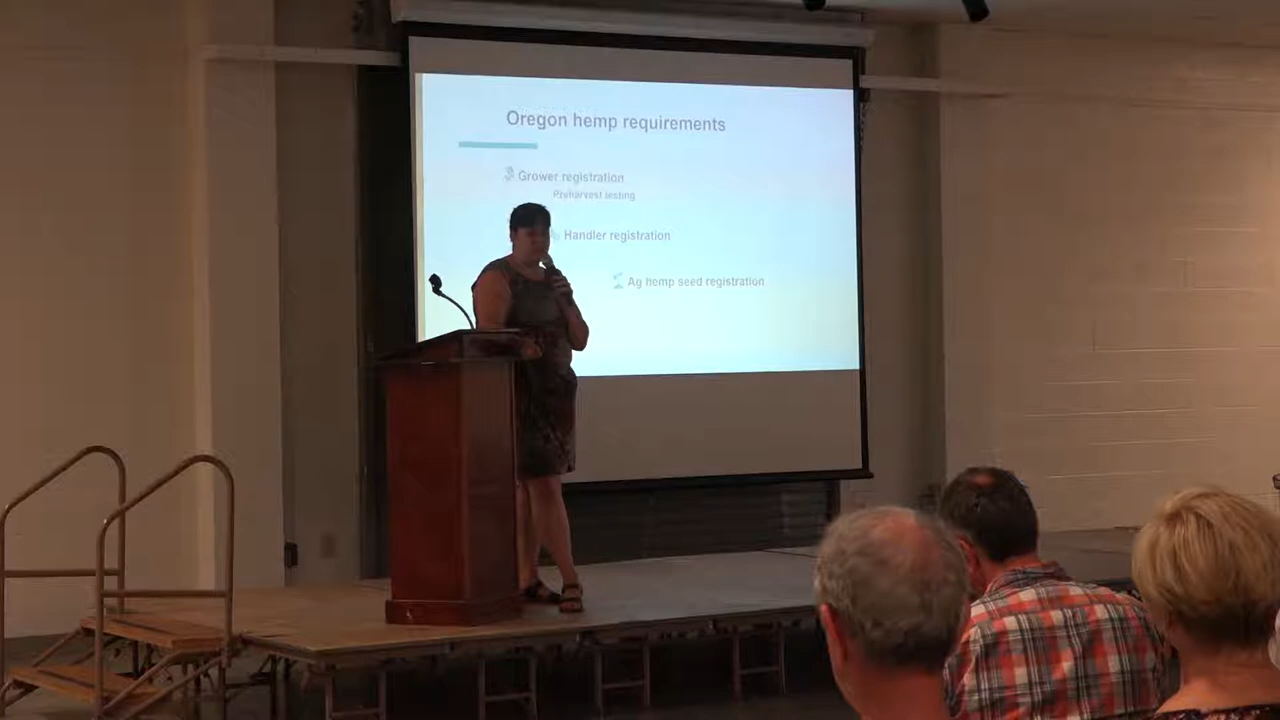 Oregon hemp requirements
Grower registration
Preharvest testing
Handler registration
Ag hemp seed registration